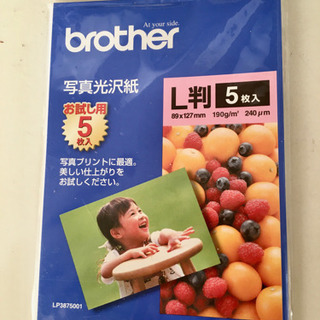 At your side.
brother
写真光沢紙
L判 5枚入
89x127mm 190g/m² 240μm
お試し用
5
枚入
写真プリントに最適。
美しい仕上がりを
お試しください。
LP3875001